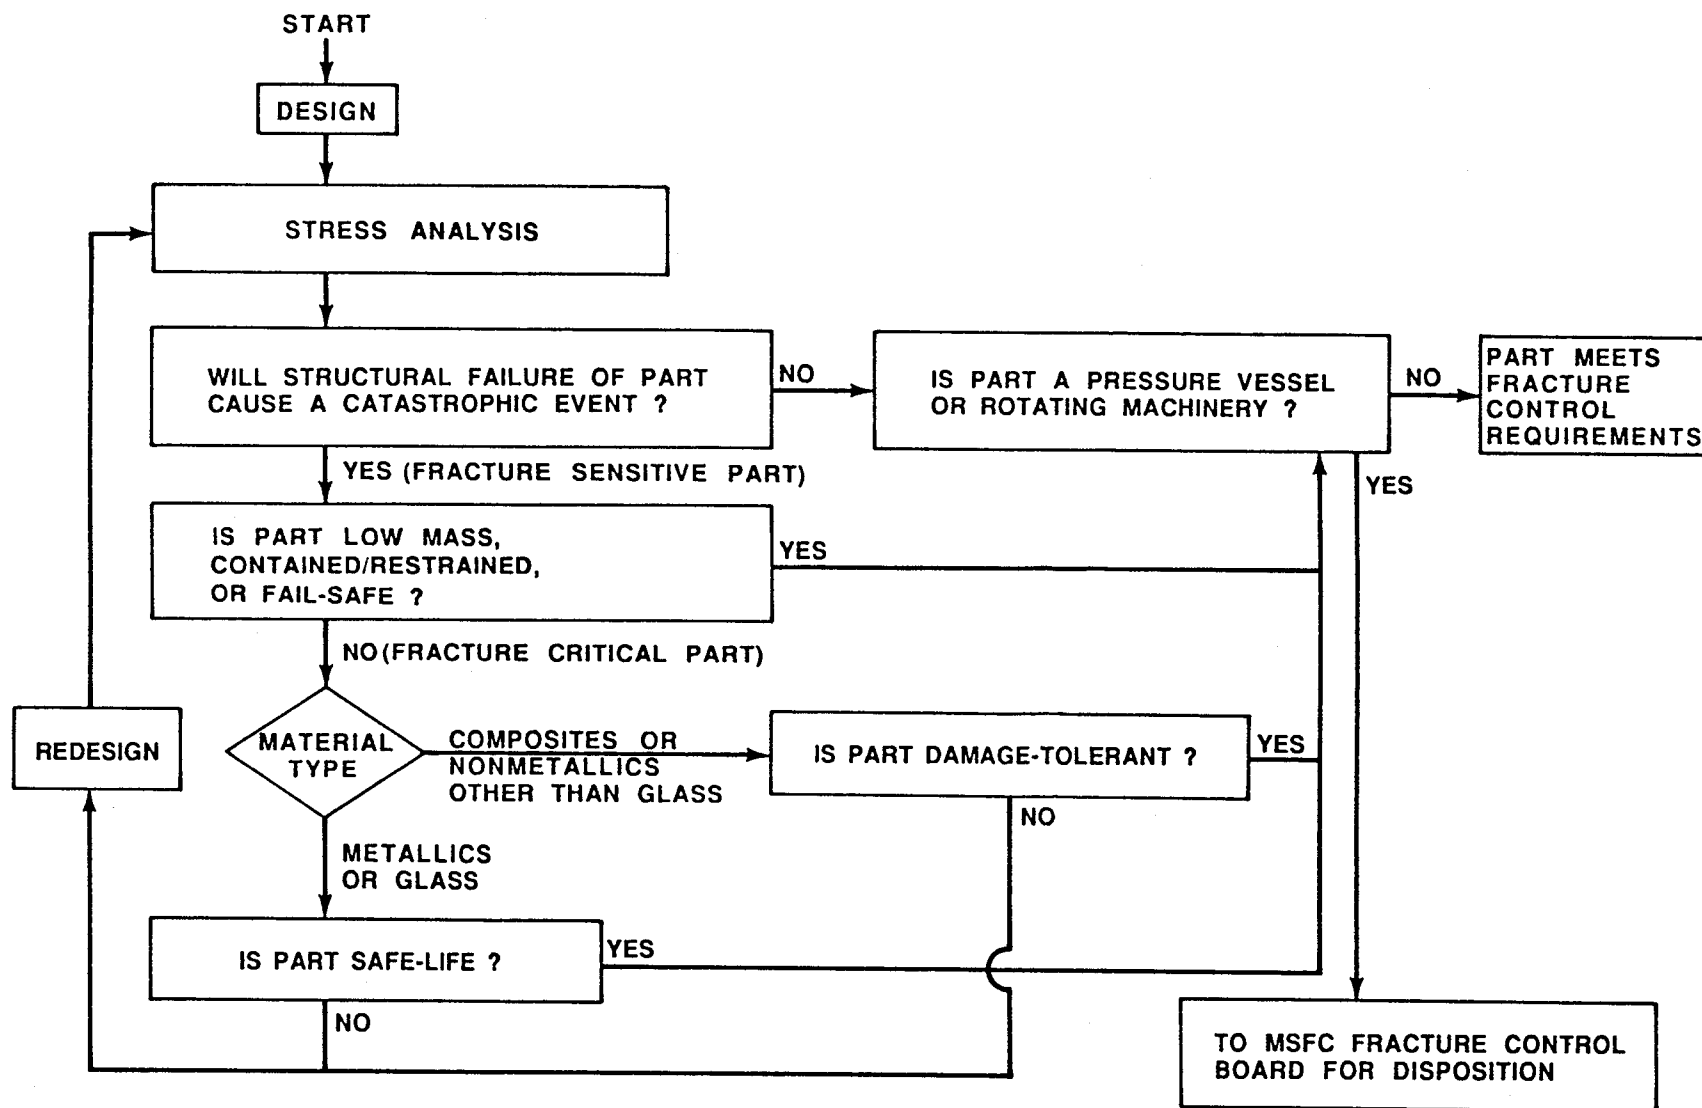 START
DESIGN
STRESS ANALYSIS
WILL STRUCTURAL FAILURE OF PART
CAUSE A CATASTROPHIC EVENT ?
NO
IS PART A PRESSURE VESSEL
OR ROTATING MACHINERY ?
NO
PART MEETS
FRACTURE
CONTROL
REQUIREMENTS
YES (FRACTURE SENSITIVE PART)
YES
IS PART LOW MASS,
CONTAINED/RESTRAINED,
OR FAIL-SAFE ?
YES
NO (FRACTURE CRITICAL PART)
REDESIGN
MATERIAL
TYPE
COMPOSITES OR
NONMETALLICS
OTHER THAN GLASS
IS PART DAMAGE-TOLERANT ?
YES
NO
METALLICS
OR GLASS
IS PART SAFE-LIFE ?
YES
NO
TO MSFC FRACTURE CONTROL
BOARD FOR DISPOSITION